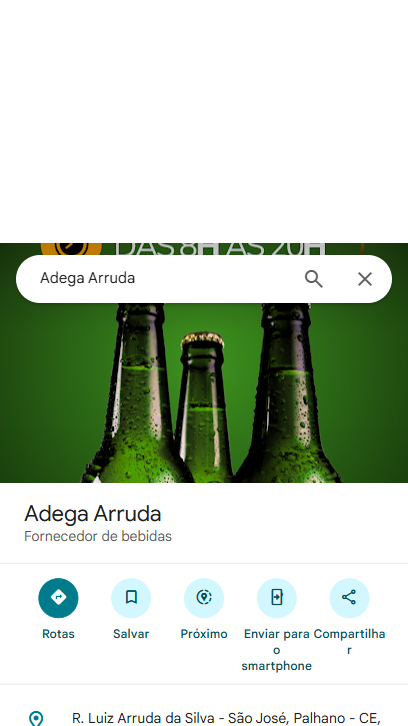 DAS 8H ÀS 20H
Adega Arruda
Adega Arruda
Fornecedor de bebidas
Rotas
Salvar
Próximo
Enviar para
o
smartphone
Compartilha
r
R. Luiz Arruda da Silva - São José, Palhano - CE,